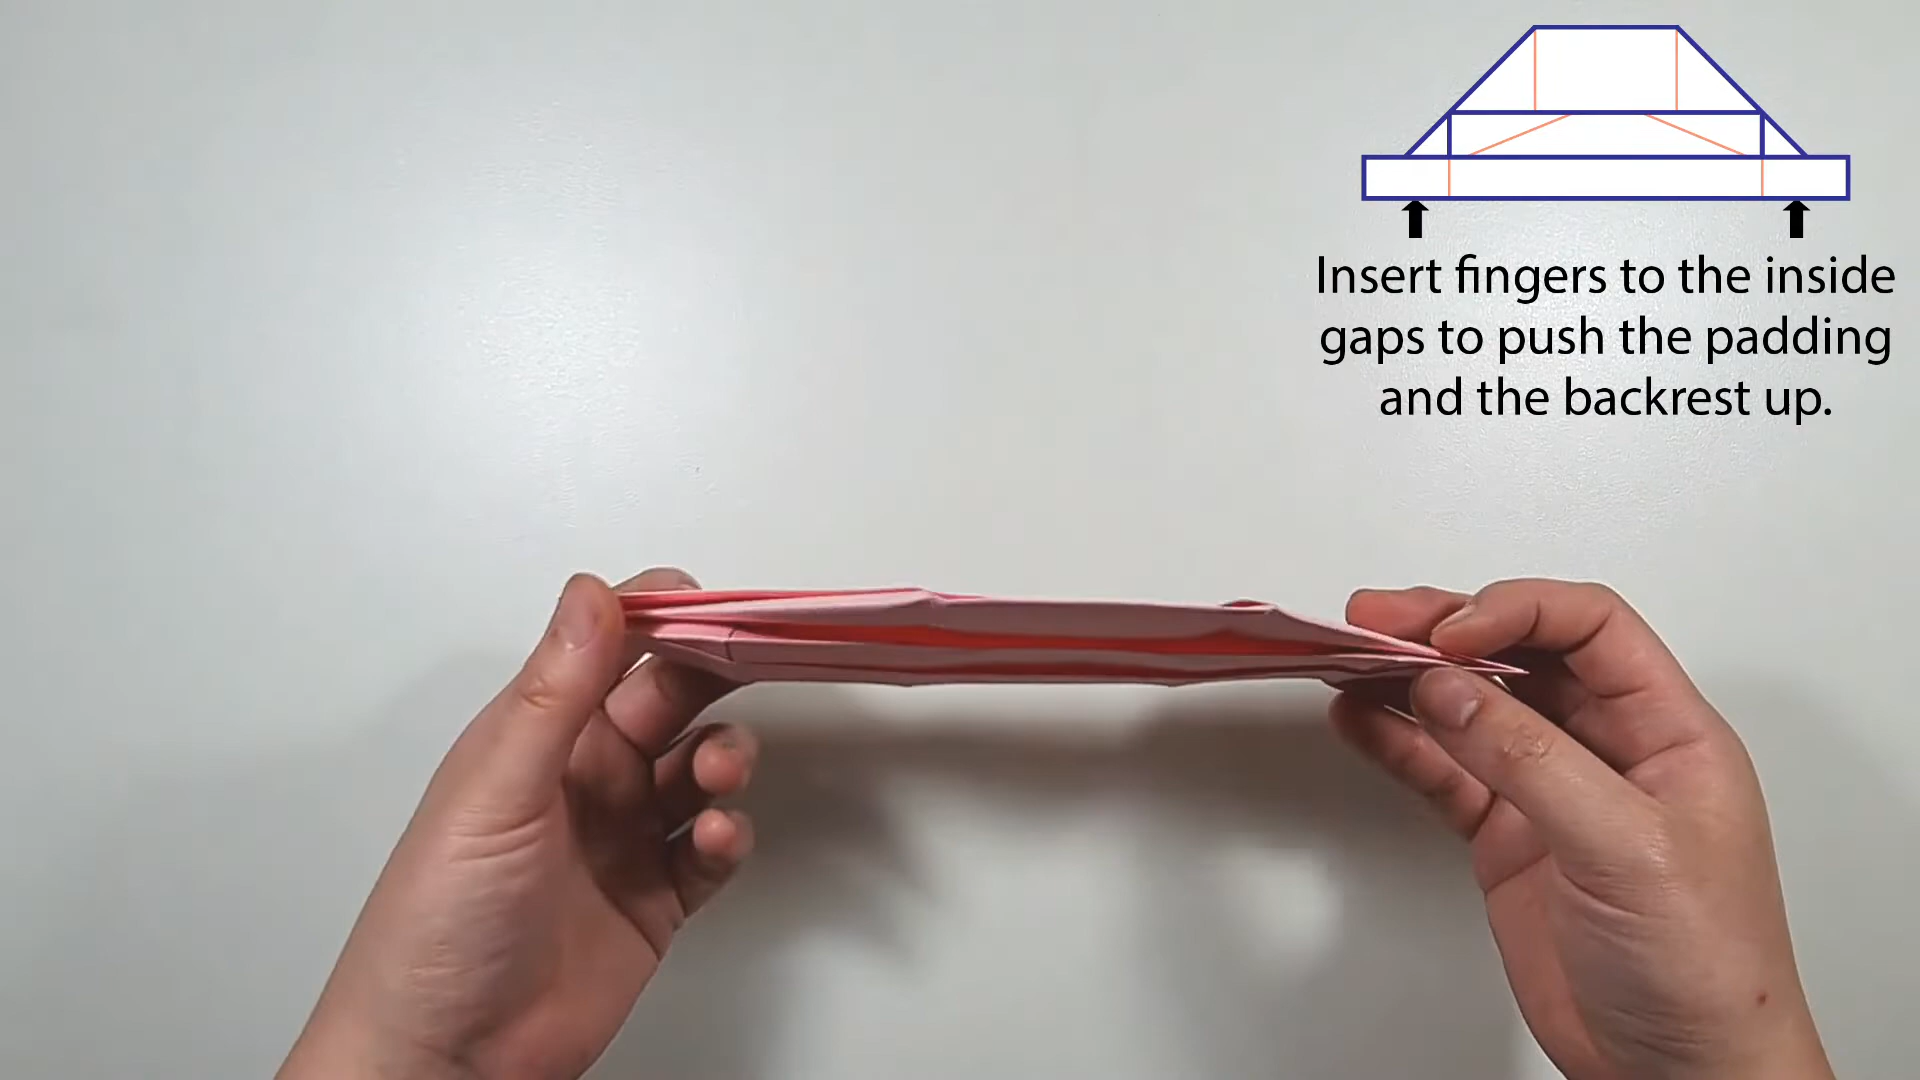 Insert fingers to the inside
gaps to push the padding
and the backrest up.